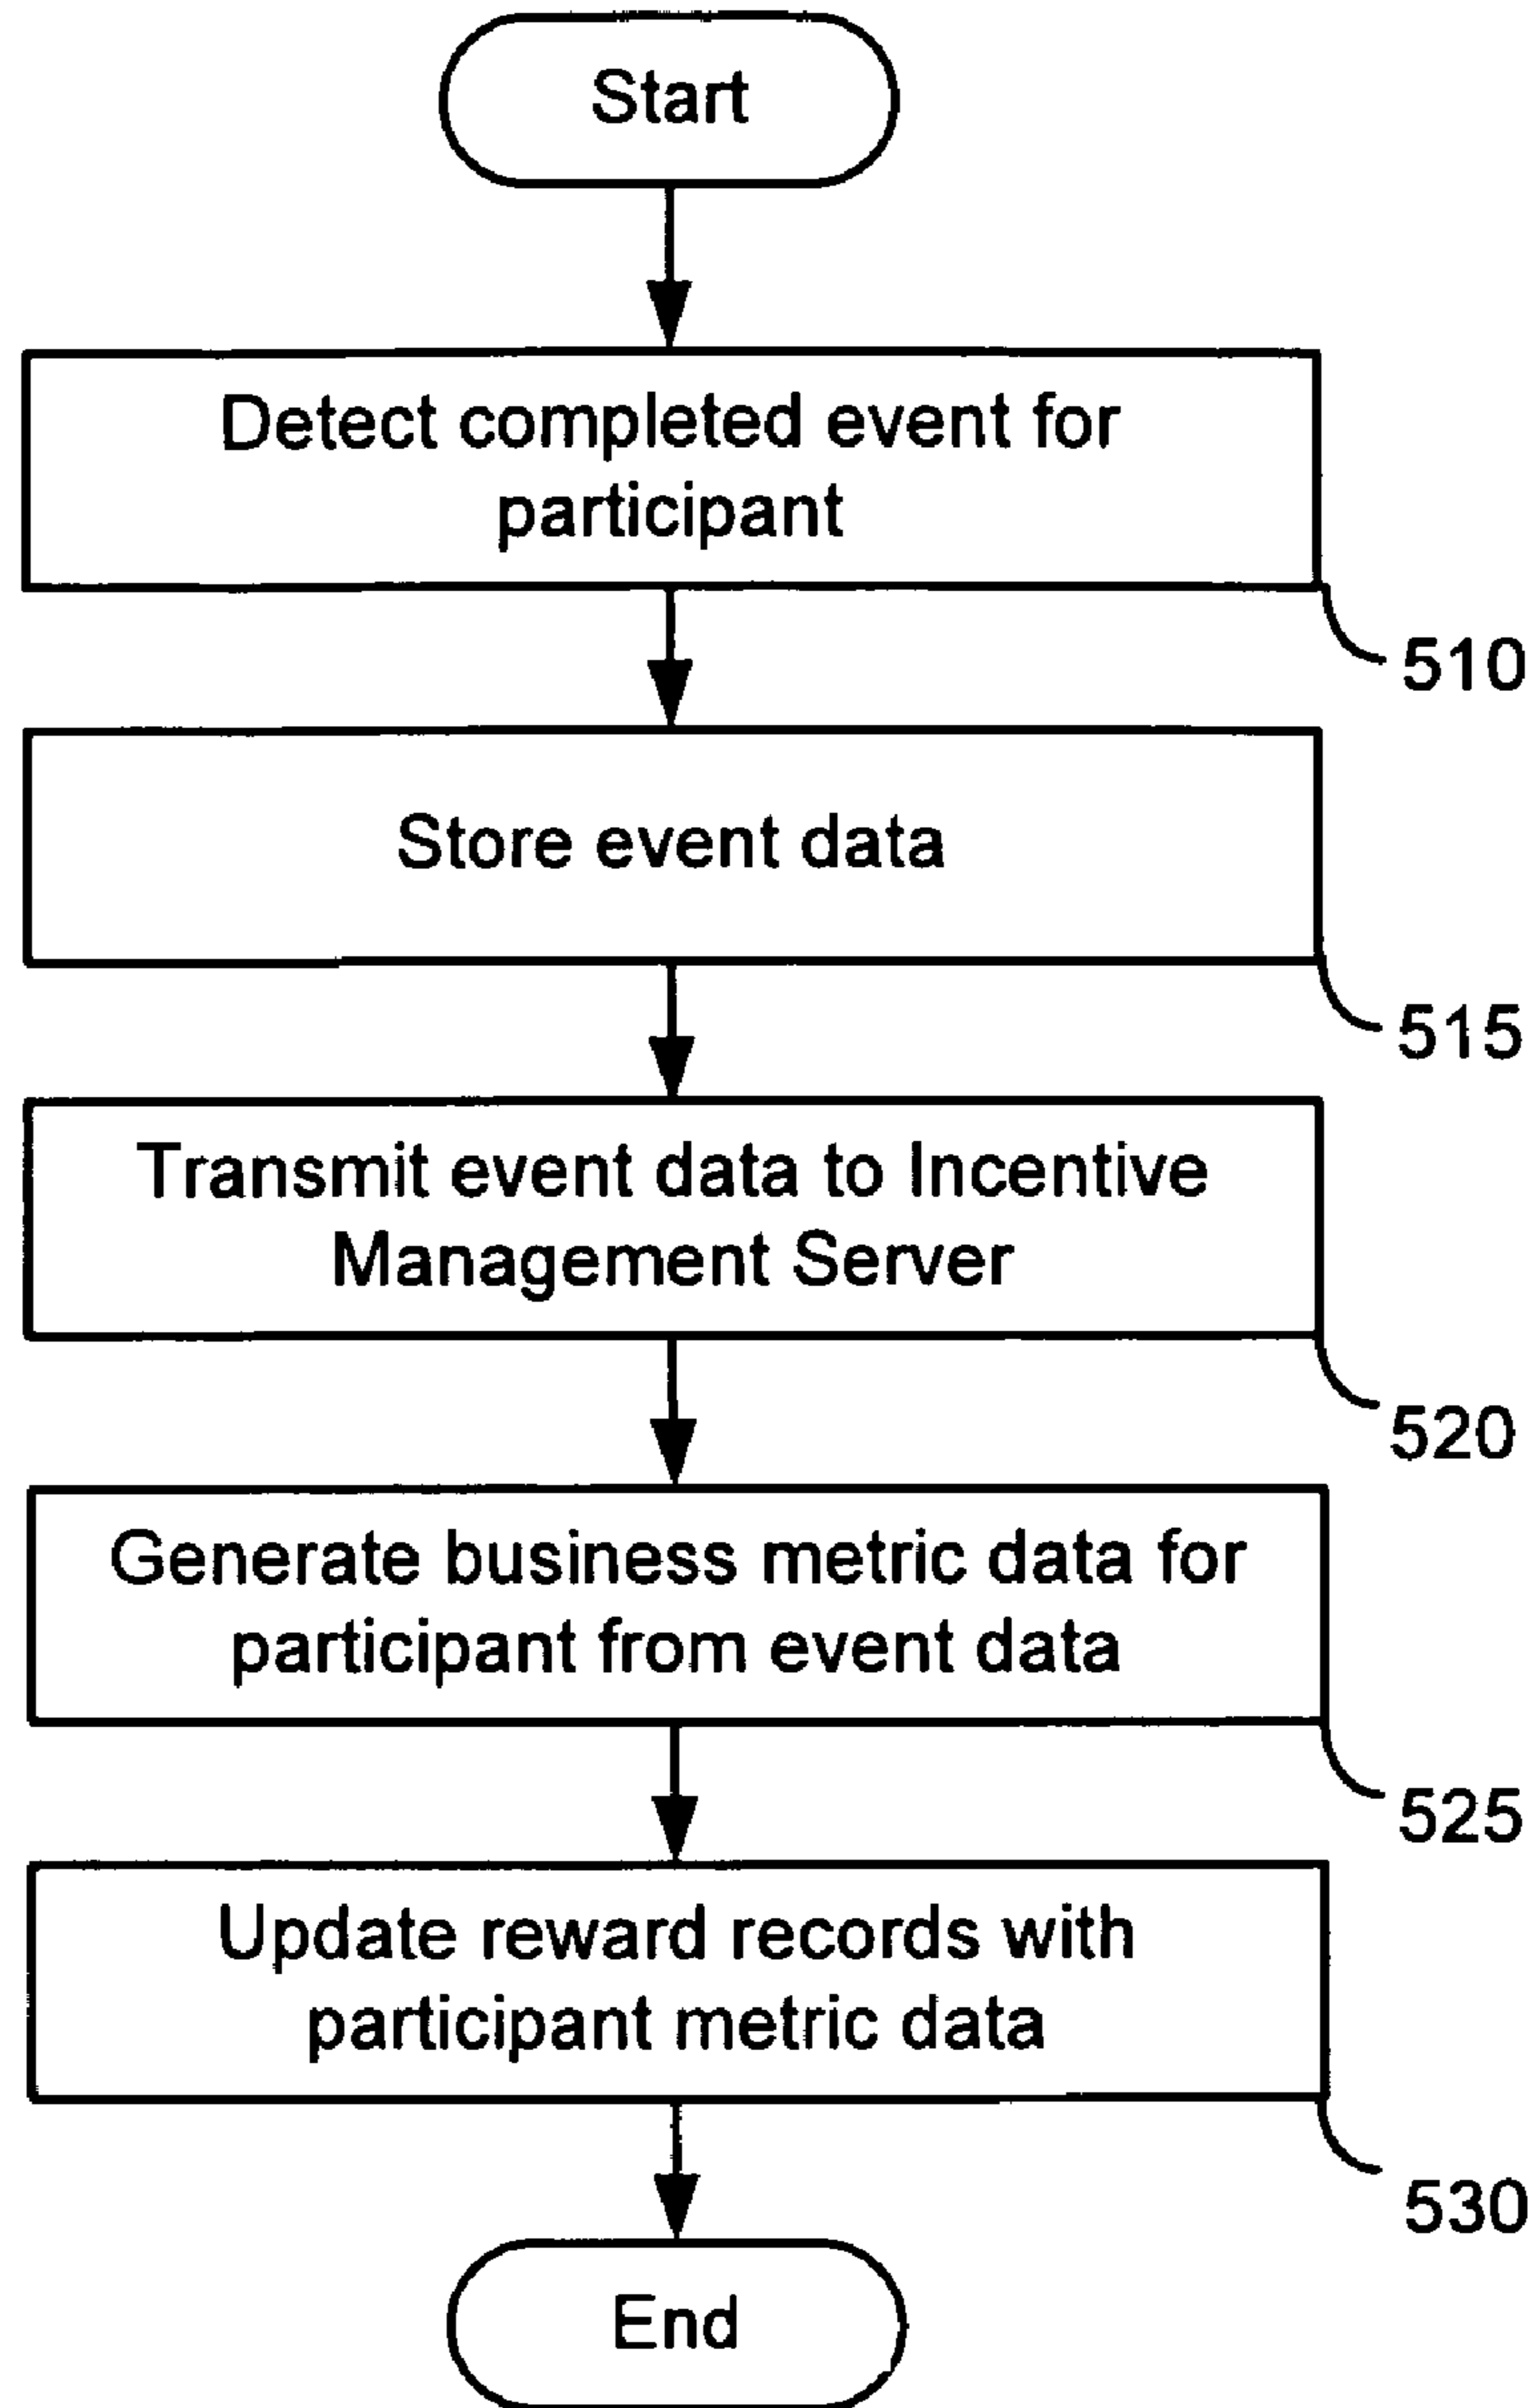 Start
Detect completed event for
participant
510
Store event data
515
Transmit event data to Incentive
Management Server
520
Generate business metric data for
participant from event data
525
Update reward records with
participant metric data
530
End